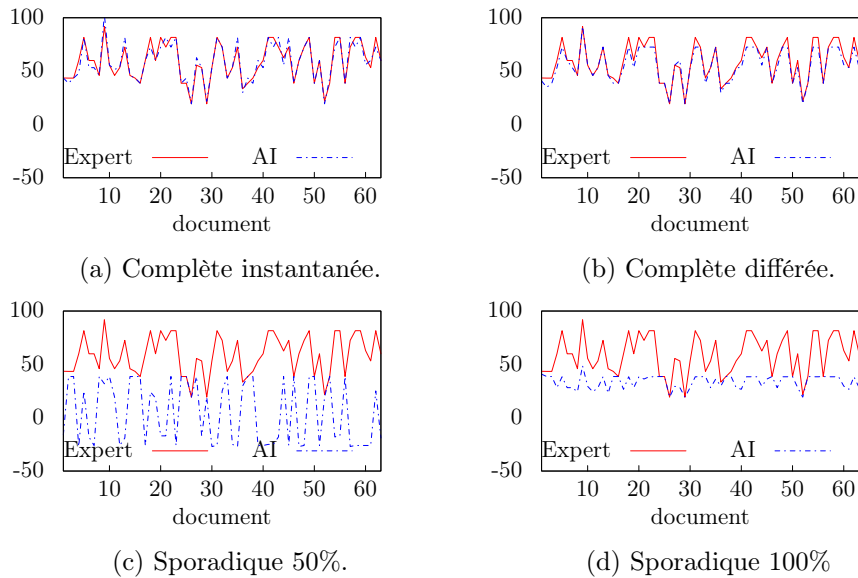 100
50
0
-50
Expert
AI
10 20 30 40 50 60
document
(a) Complète instantanée.
100
50
0
-50
Expert
AI
10 20 30 40 50 60
document
(b) Complète différée.
100
50
0
-50
Expert
AI
10 20 30 40 50 60
document
(c) Sporadique 50%.
100
50
0
-50
Expert
AI
10 20 30 40 50 60
document
(d) Sporadique 100%